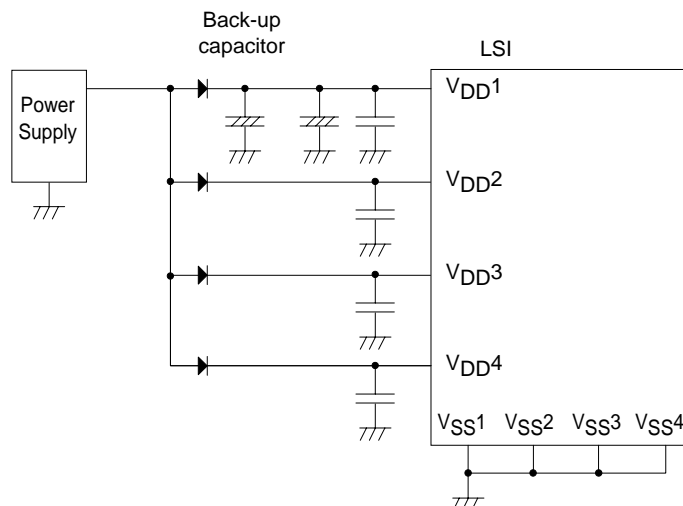 Back-up
capacitor
LSI
Power
Supply
VDD1
VDD2
VDD3
VDD4
VSS1 VSS2 VSS3 VSS4